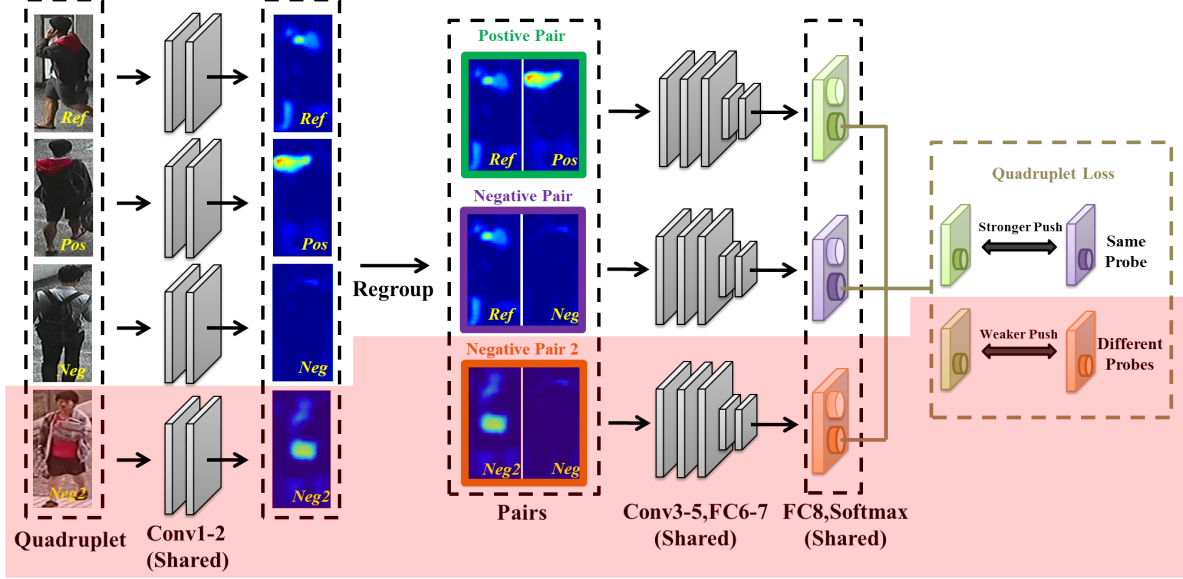 Ref
Pos
Neg
Neg2
Quadruplet
Conv1-2
(Shared)
Ref
Pos
Neg
Neg2
Regroup
Postive Pair
Ref
Pos
Negative Pair
Ref
Neg
Negative Pair 2
Neg2
Neg
Pairs
Conv3-5,FC6-7
(Shared)
FC8,Softmax
(Shared)
Quadruplet Loss
Stronger Push
Same
Probe
Weaker Push
Different
Probes